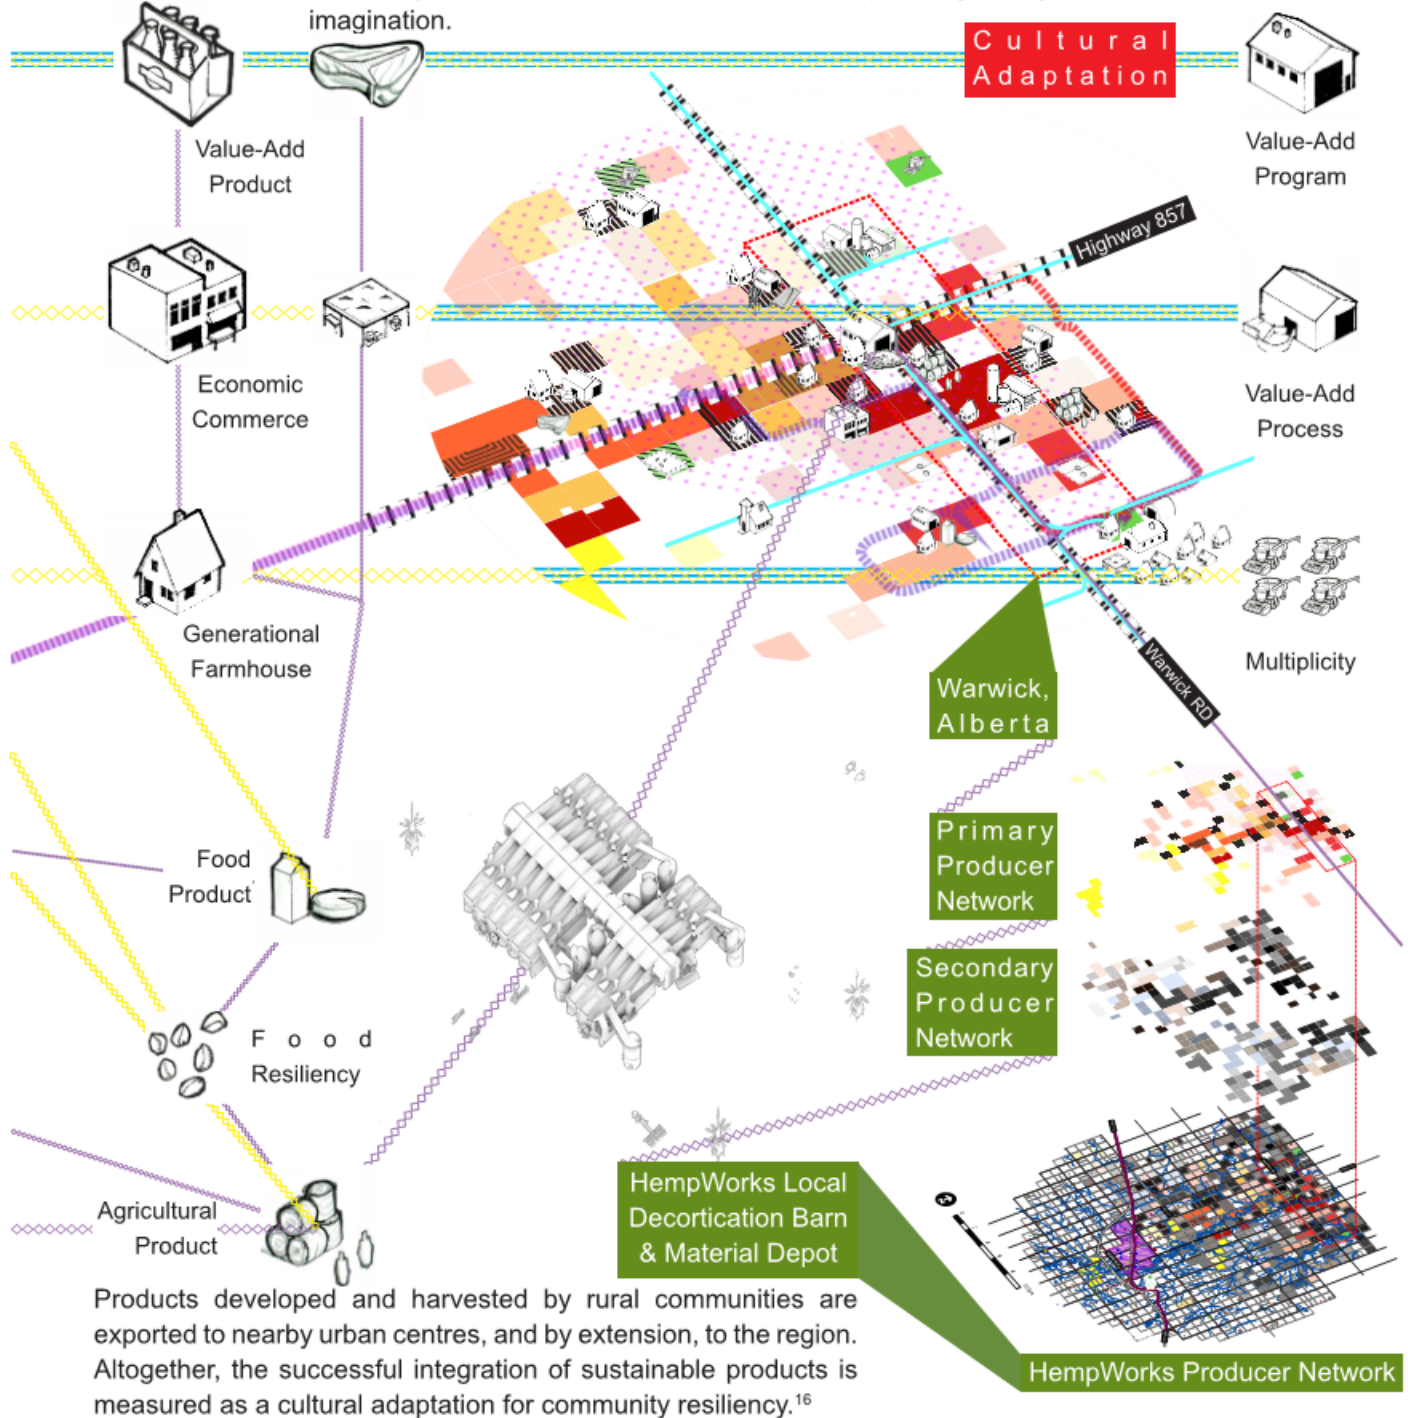 imagination.
Cultural
Adaptation
Value-Add
Product
Value-Add
Program
Highway 857
Economic
Commerce
Value-Add
Process
Generational
Farmhouse
Multiplicity
Warwick RD
Warwick,
Alberta
Primary
Producer
Network
Food
Product
Secondary
Producer
Network
Food
Resiliency
HempWorks Local
Decortication Barn
& Material Depot
Agricultural
Product
HempWorks Producer Network
Products developed and harvested by rural communities are
exported to nearby urban centres, and by extension, to the region.
Altogether, the successful integration of sustainable products is
measured as a cultural adaptation for community resiliency.¹⁶